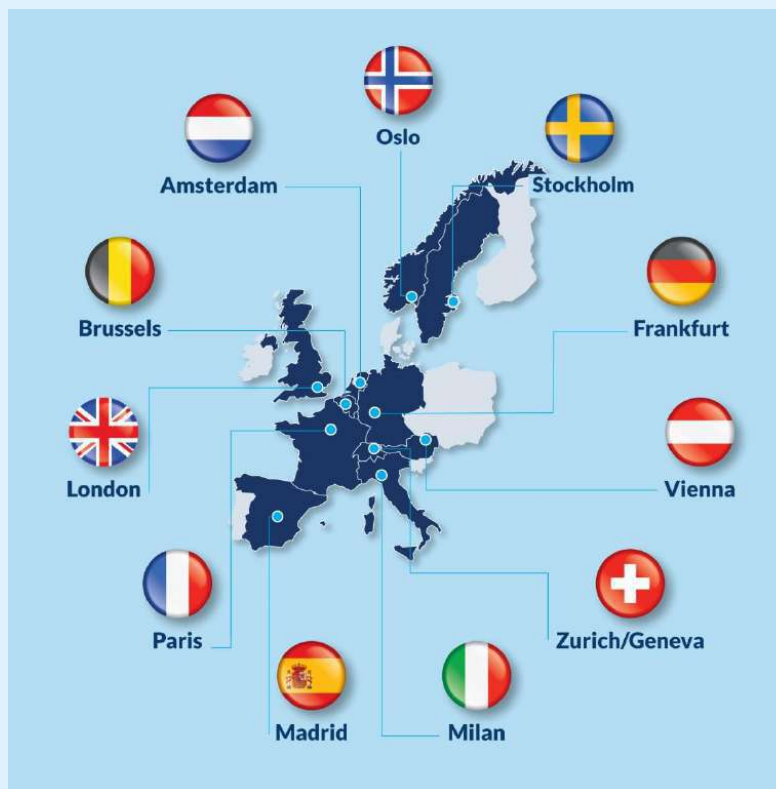 Oslo
Amsterdam
Stockholm
Brussels
Frankfurt
London
Vienna
Paris
Zurich/Geneva
Madrid
Milan